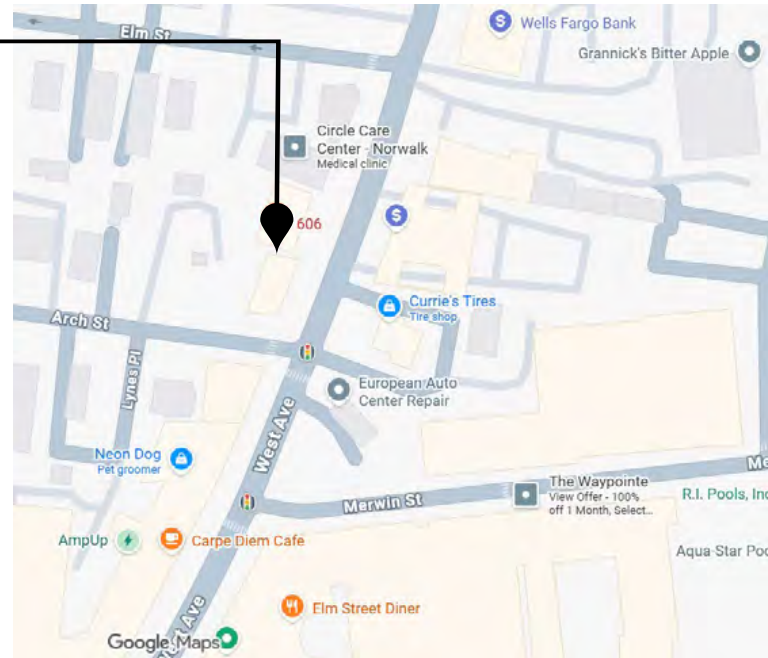 Elm St
Wells Fargo Bank
Grannick's Bitter Apple
Circle Care
Center - Norwalk
Medical clinic
606
Currie's Tires
Tire shop
Arch St
Lynes Pl
European Auto
Center Repair
West Ave
Neon Dog
Pet groomer
Me
The Waypointe
View Offer - 100%
off 1 Month, Select...
R.I. Pools, Inc
Merwin St
AmpUp
Carpe Diem Cafe
Aqua-Star Poo
Elm Street Diner
Google Maps
st Ave